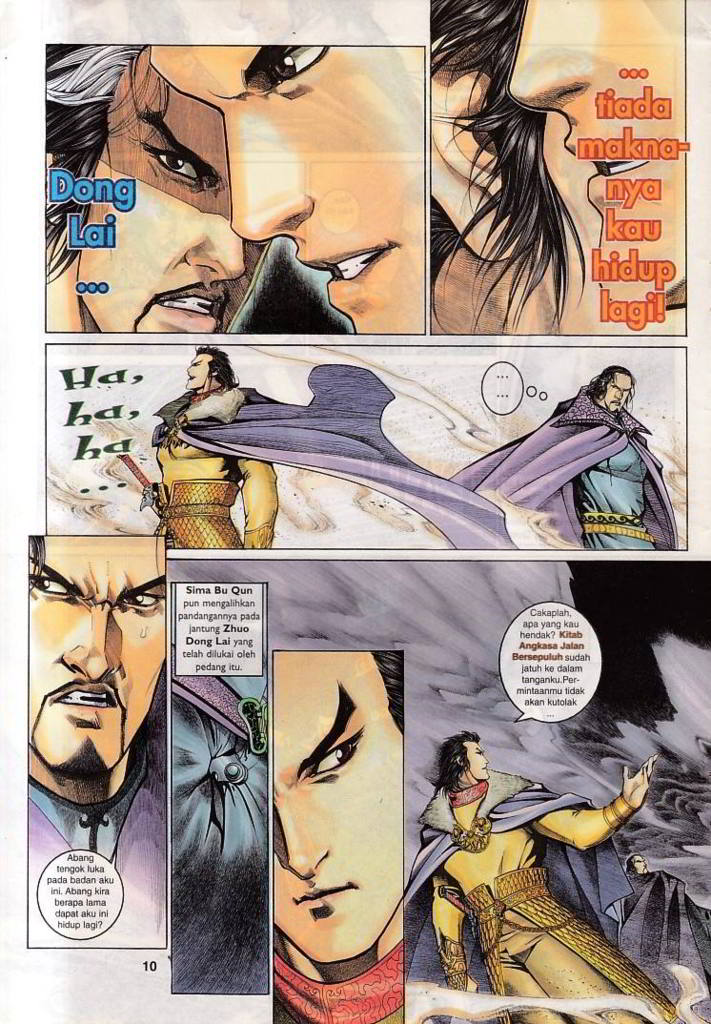 Dong
Lai
...
...
tiada
makna-
nya
kau
hidup
lagi!
Ha,
ha,
ha
...
...
...
Sima Bu Qun
pun mengalihkan
pandangannya pada
jantung Zhuo
Dong Lai yang
telah dilukai oleh
pedang itu.
Cakaplah,
apa yang kau
hendak? Kitab
Angkasa Jalan
Bersepuluh sudah
jatuh ke dalam
tanganku.Per-
mintaanmu tidak
akan kutolak
...
Abang
tengok luka
pada badan aku
ini. Abang kira
berapa lama
dapat aku ini
hidup lagi?
10